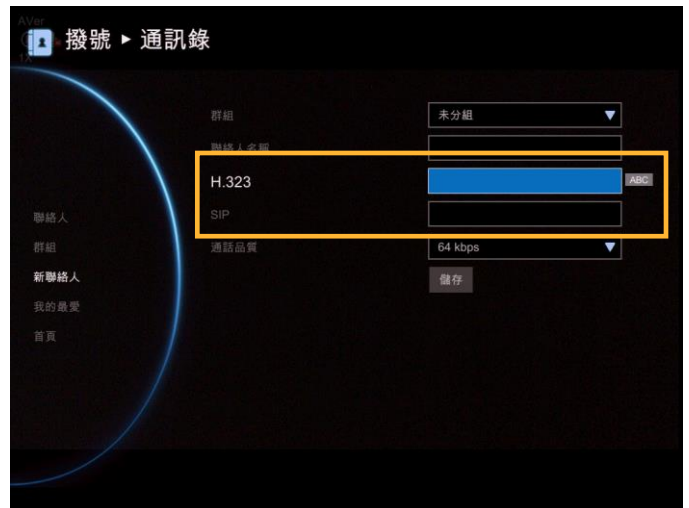 AVer
撥號 ▸ 通訊錄
1X
群組 未分組
聯絡人名稱
H.323 ABC
SIP
通話品質 64 kbps
儲存
聯絡人
群組
新聯絡人
我的最愛
首頁